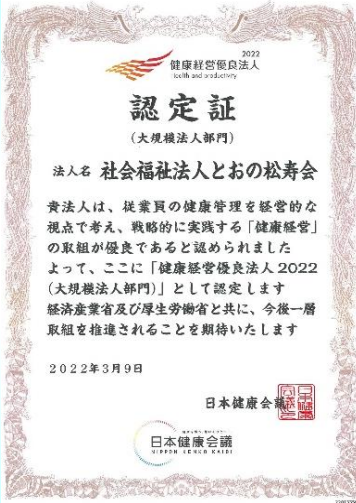 2022
健康経営優良法人
Health and productivity
認定証
(大規模法人部門)
法人名 社会福祉法人とおの松寿会
貴法人は、従業員の健康管理を経営的な
視点で考え、戦略的に実践する「健康経営」
の取組が優良であると認められました
よって、ここに「健康経営優良法人2022
(大規模法人部門)」として認定します
経済産業省及び厚生労働省と共に、今後一層
取組を推進されることを期待いたします
2022年3月9日
日本健康会議
日本健康会議
NIPPON KENKO KAIGI